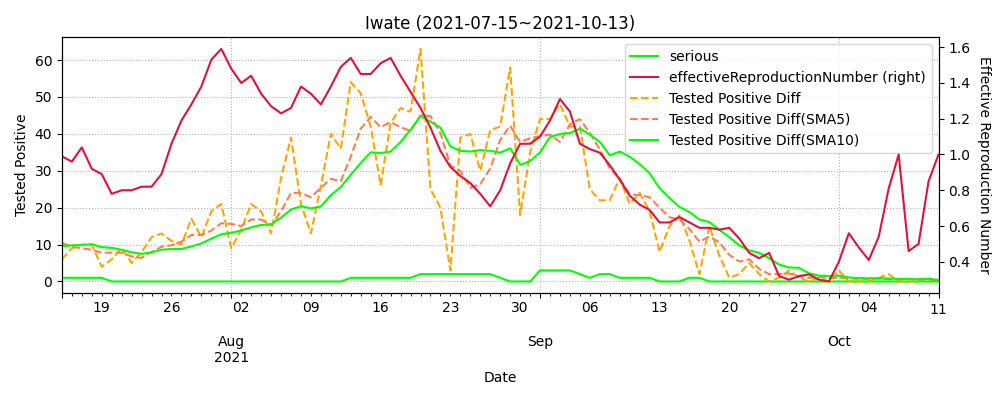 Iwate (2021-07-15~2021-10-13)
Tested Positive
60
50
40
30
20
10
0
1.6
1.4
1.2
1.0
0.8
0.6
0.4
Effective Reproduction Number
serious
effectiveReproductionNumber (right)
Tested Positive Diff
Tested Positive Diff(SMA5)
Tested Positive Diff(SMA10)
19 26 02 09 16 23 30 06 13 20 27 04 11
Aug Sep Oct
2021
Date